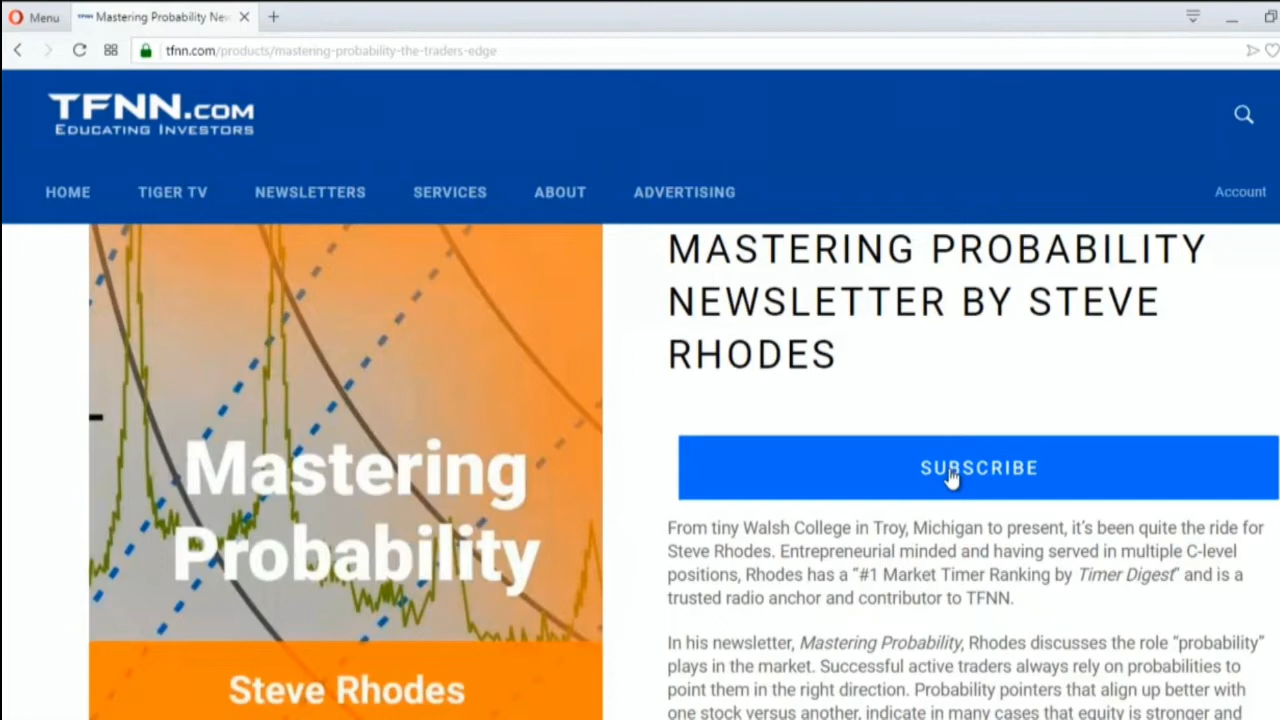 Menu
Mastering Probability New
tfnn.com/products/mastering-probability-the-traders-edge
TFNN.COM
EDUCATING INVESTORS
HOME TIGER TV NEWSLETTERS SERVICES ABOUT ADVERTISING Account
MASTERING PROBABILITY
NEWSLETTER BY STEVE
RHODES
SUBSCRIBE
Mastering
Probability
Steve Rhodes
From tiny Walsh College in Troy, Michigan to present, it's been quite the ride for
Steve Rhodes. Entrepreneurial minded and having served in multiple C-level
positions, Rhodes has a “#1 Market Timer Ranking by Timer Digest” and is a
trusted radio anchor and contributor to TFNN.
In his newsletter, Mastering Probability, Rhodes discusses the role “probability”
plays in the market. Successful active traders always rely on probabilities to
point them in the right direction. Probability pointers that align up better with
one stock versus another, indicate in many cases that equity is stronger and